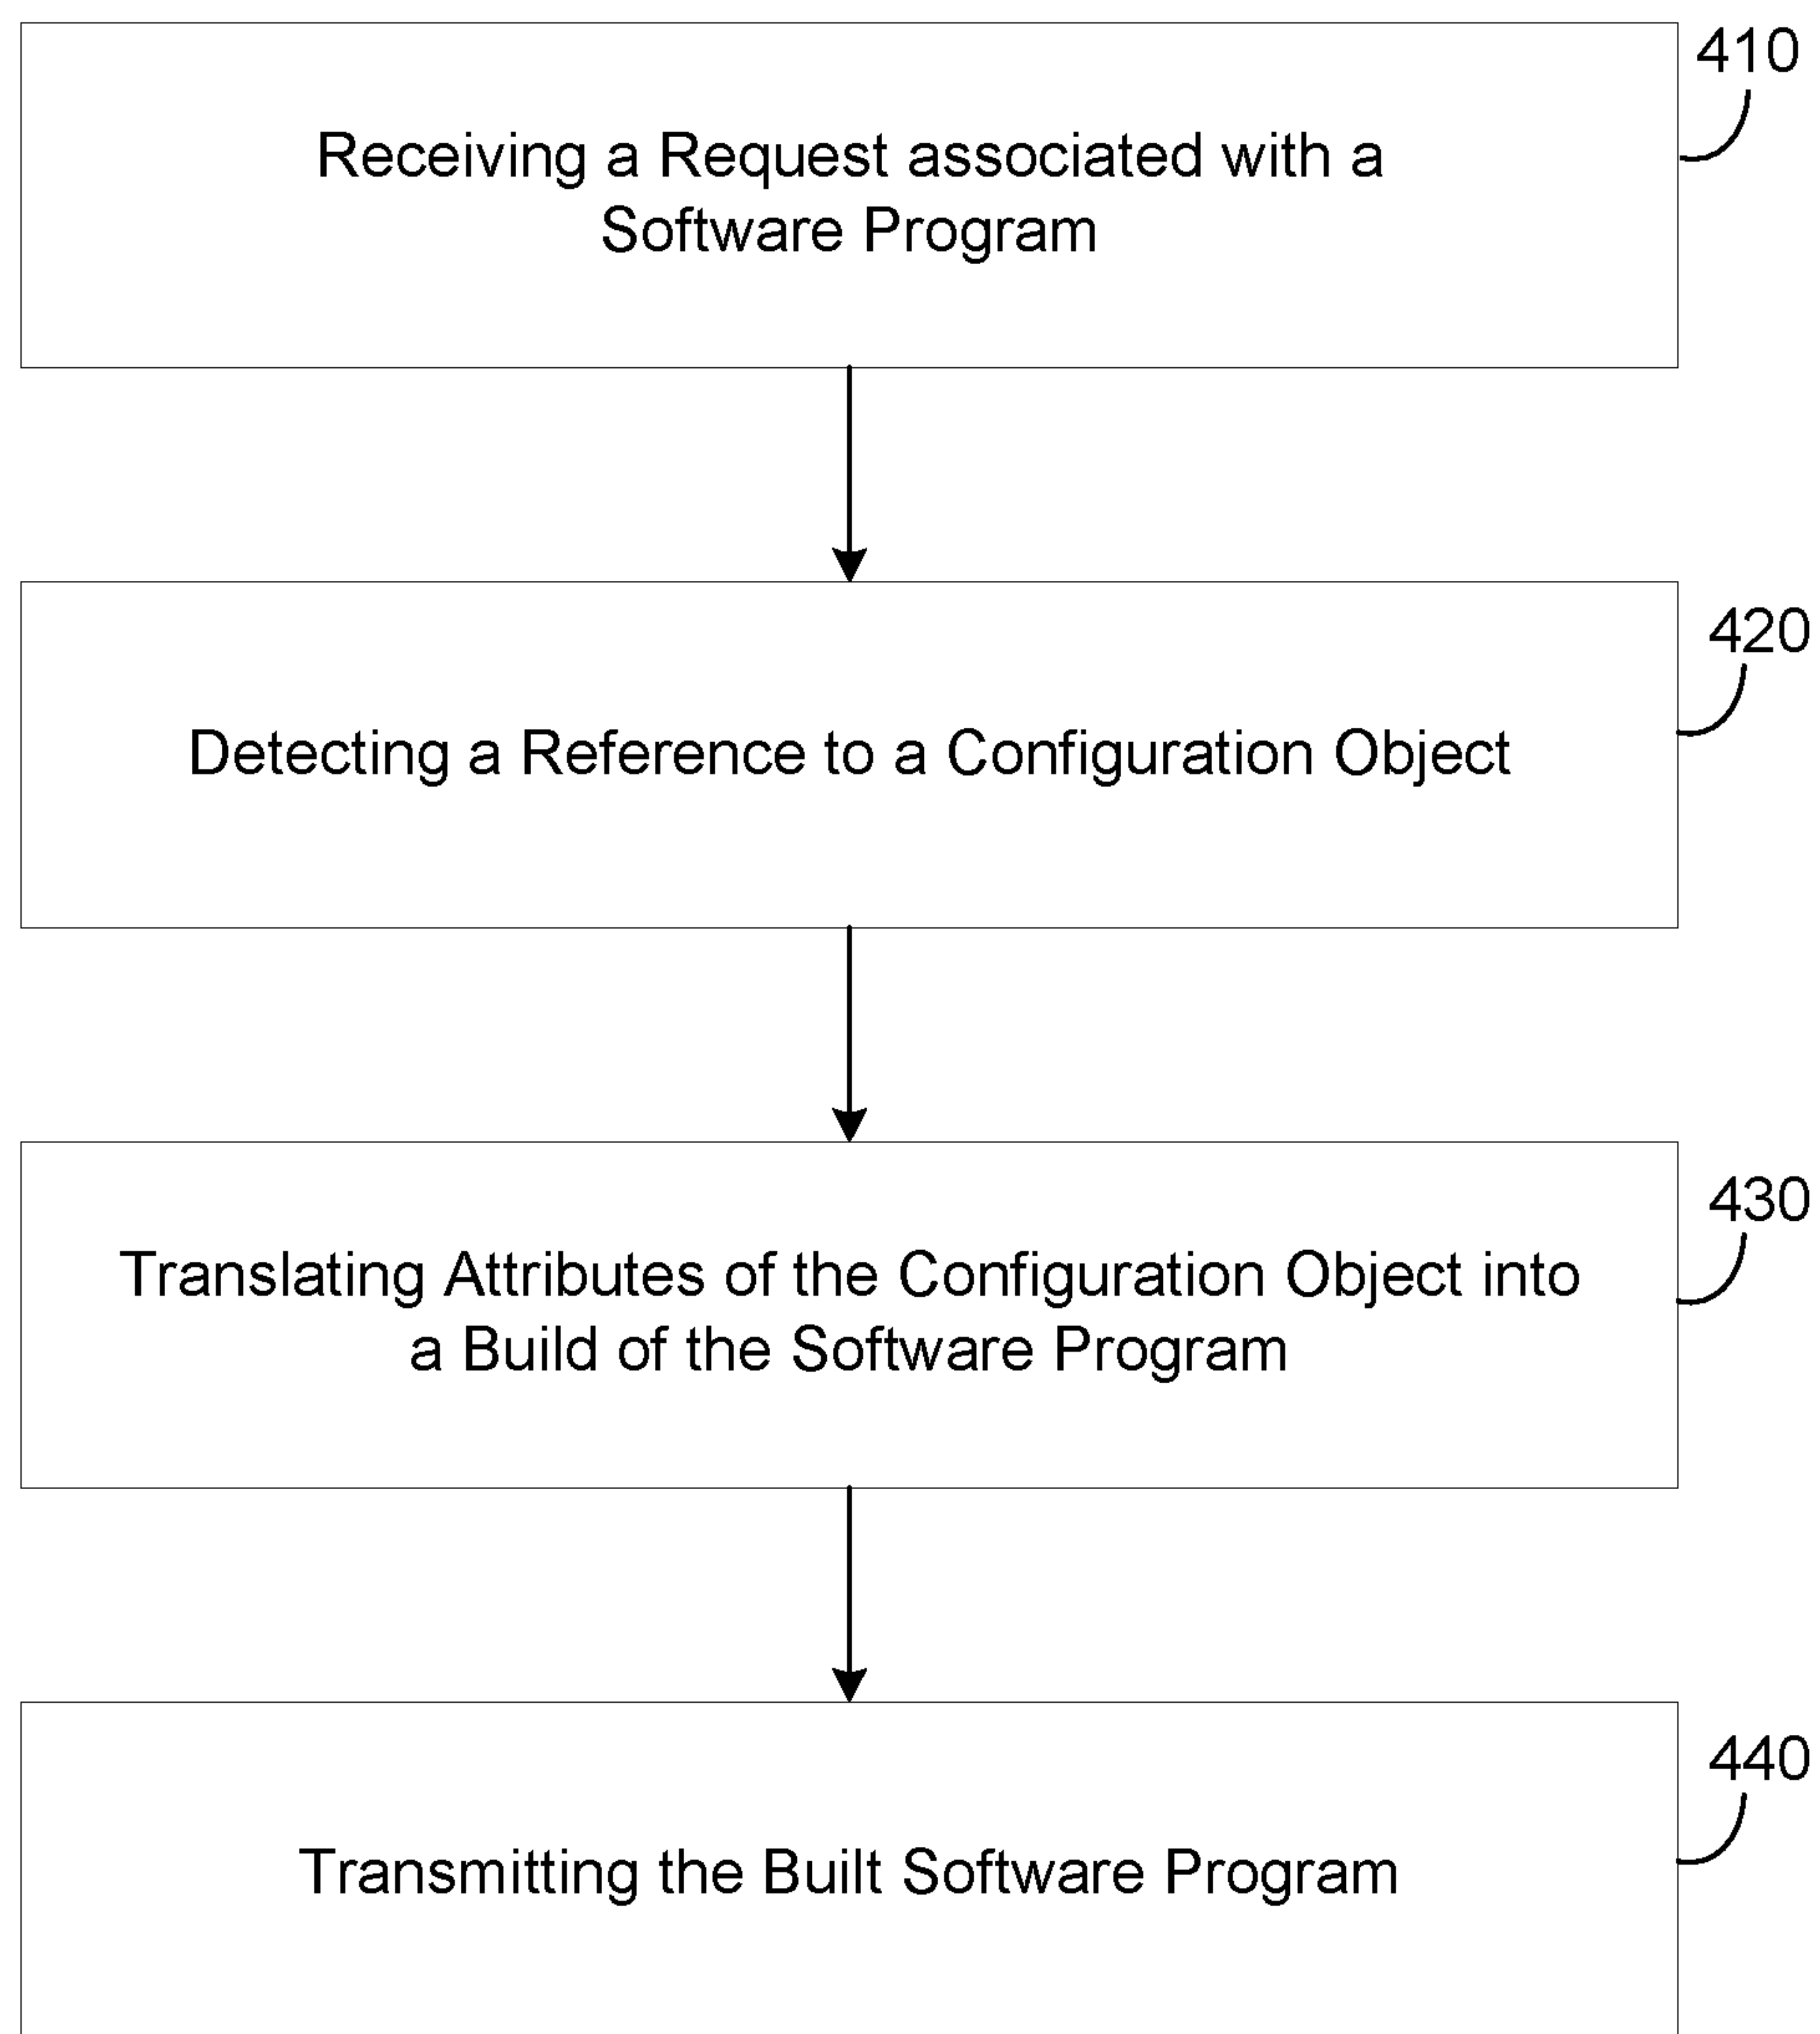 410
Receiving a Request associated with a
Software Program
420
Detecting a Reference to a Configuration Object
430
Translating Attributes of the Configuration Object into
a Build of the Software Program
440
Transmitting the Built Software Program